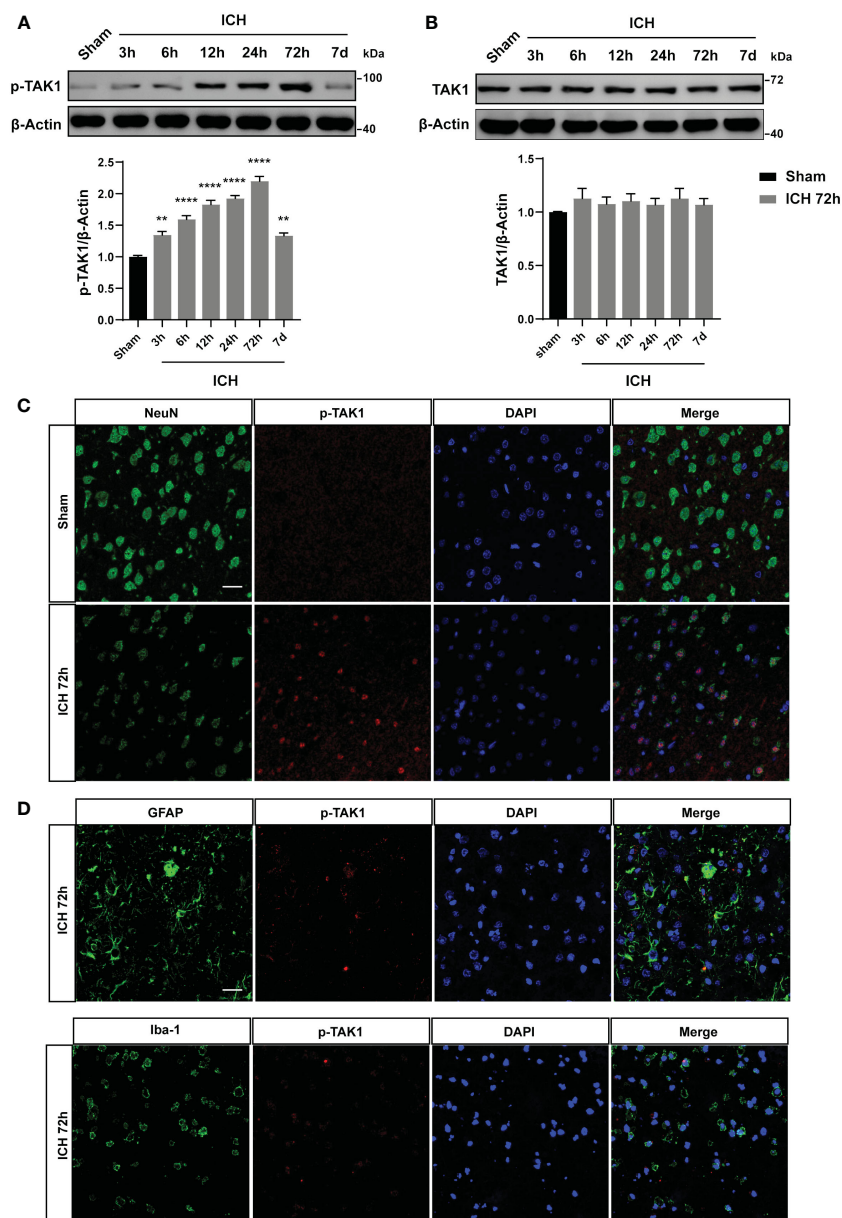 A
ICH
Sham 3h 6h 12h 24h 72h 7d kDa
p-TAK1 -100
β-Actin -40
2.5
2.0
1.5
1.0
0.5
0.0
p-TAK1/β-Actin
** **** **** **** **** **
Sham 3h 6h 12h 24h 72h 7d
ICH
B
ICH
Sham 3h 6h 12h 24h 72h 7d kDa
TAK1 -72
β-Actin -40
1.5
1.0
0.5
0.0
TAK1/β-Actin
sham 3h 6h 12h 24h 72h 7d
ICH
Sham
ICH 72h
C
NeuN p-TAK1 DAPI Merge
Sham
ICH 72h
D
GFAP p-TAK1 DAPI Merge
ICH 72h
Iba-1 p-TAK1 DAPI Merge
ICH 72h